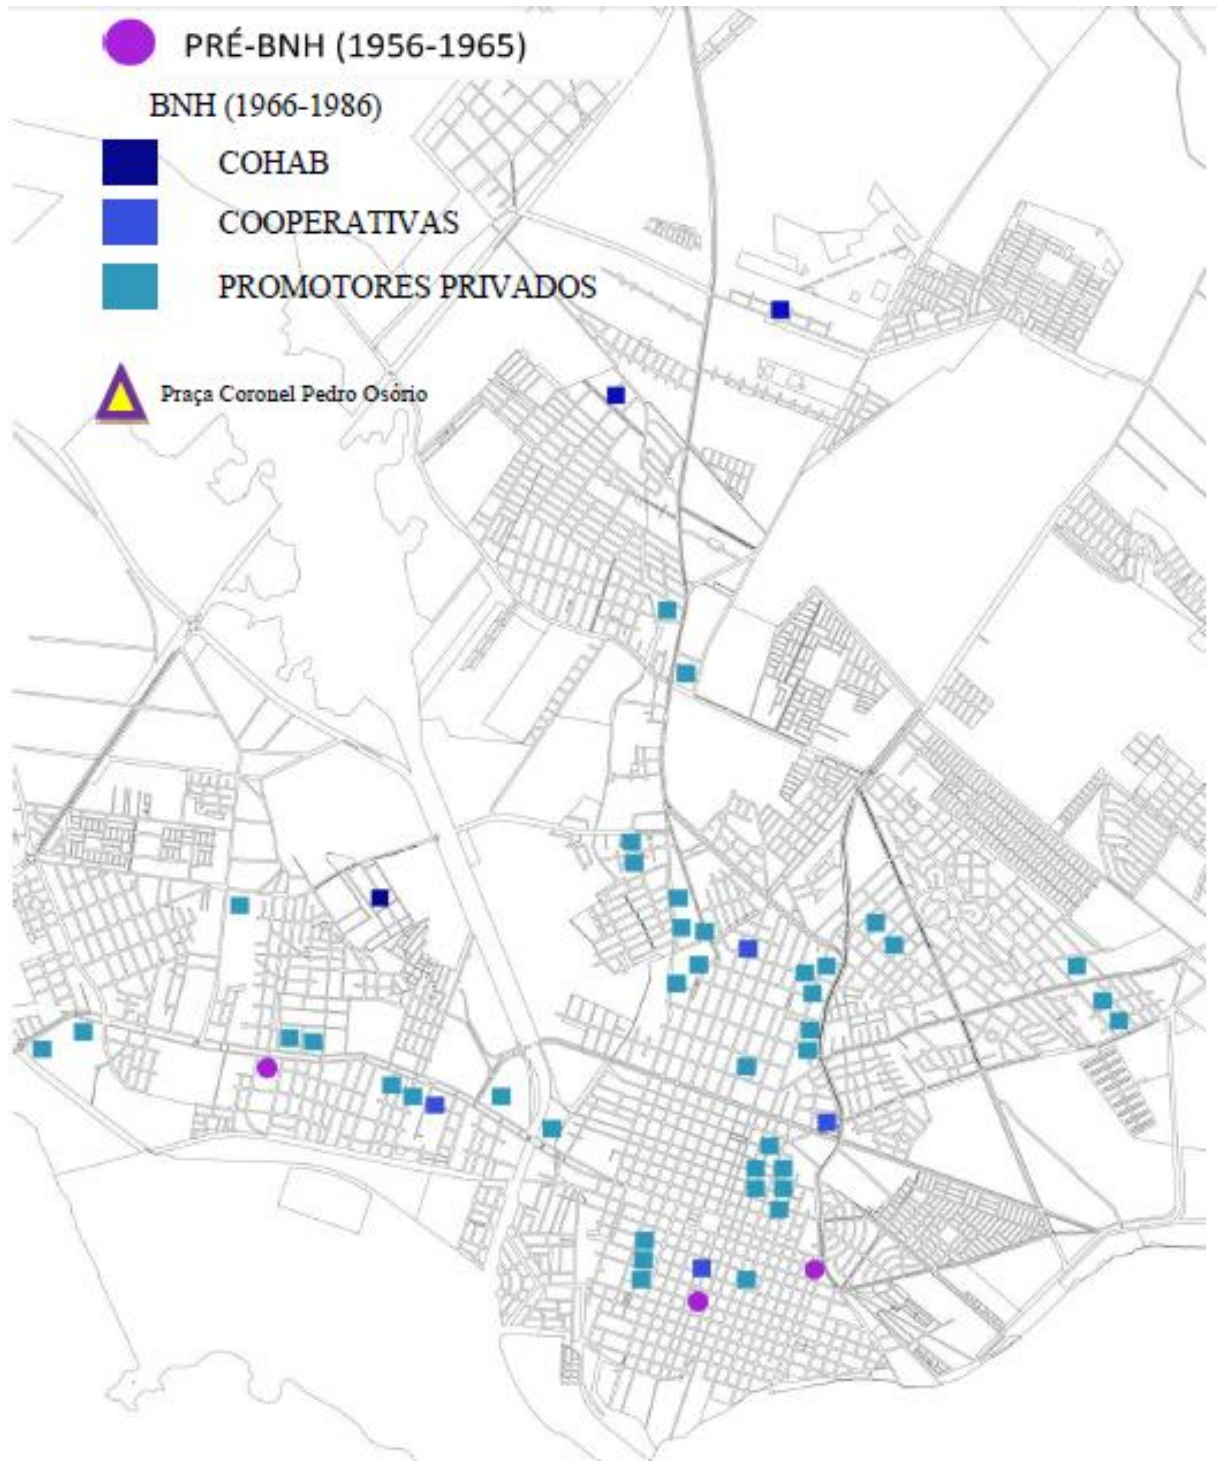 PRÉ-BNH (1956-1965)
BNH (1966-1986)
COHAB
COOPERATIVAS
PROMOTORES PRIVADOS
Praça Coronel Pedro Osório